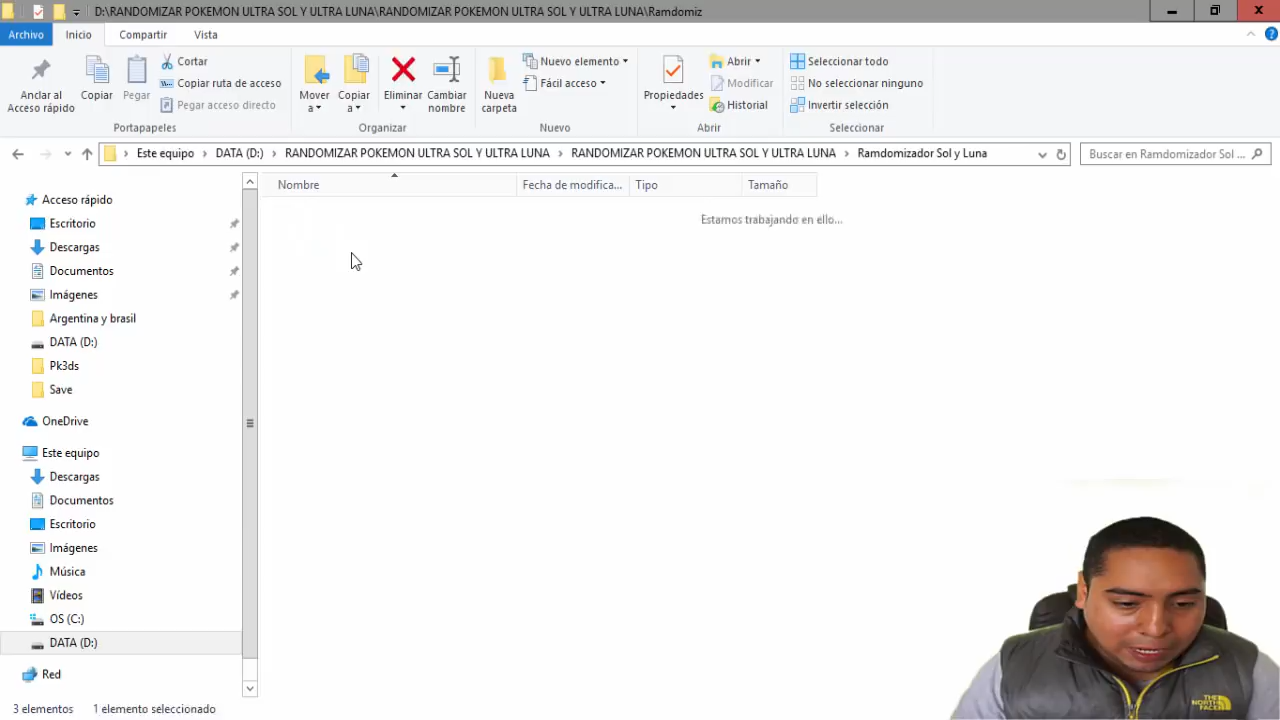 D:\RANDOMIZAR POKEMON ULTRA SOL Y ULTRA LUNA\RANDOMIZAR POKEMON ULTRA SOL Y ULTRA LUNA\Ramdomiz
Archivo Inicio Compartir Vista
Anclar al Acceso rápido
Copiar
Pegar
Cortar
Copiar ruta de acceso
Pegar acceso directo
Portapapeles
Mover a
Copiar a
Eliminar
Cambiar nombre
Organizar
Nueva carpeta
Nuevo elemento
Fácil acceso
Nuevo
Propiedades
Abrir
Modificar
Historial
Abrir
Seleccionar todo
No seleccionar ninguno
Invertir selección
Seleccionar
Este equipo > DATA (D:) > RANDOMIZAR POKEMON ULTRA SOL Y ULTRA LUNA > RANDOMIZAR POKEMON ULTRA SOL Y ULTRA LUNA > Ramdomizador Sol y Luna
Buscar en Ramdomizador Sol ...
Nombre Fecha de modifica... Tipo Tamaño
Estamos trabajando en ello...
Acceso rápido
Escritorio
Descargas
Documentos
Imágenes
Argentina y brasil
DATA (D:)
Pk3ds
Save
OneDrive
Este equipo
Descargas
Documentos
Escritorio
Imágenes
Música
Vídeos
OS (C:)
DATA (D:)
Red
3 elementos 1 elemento seleccionado
THE NORTH FACE